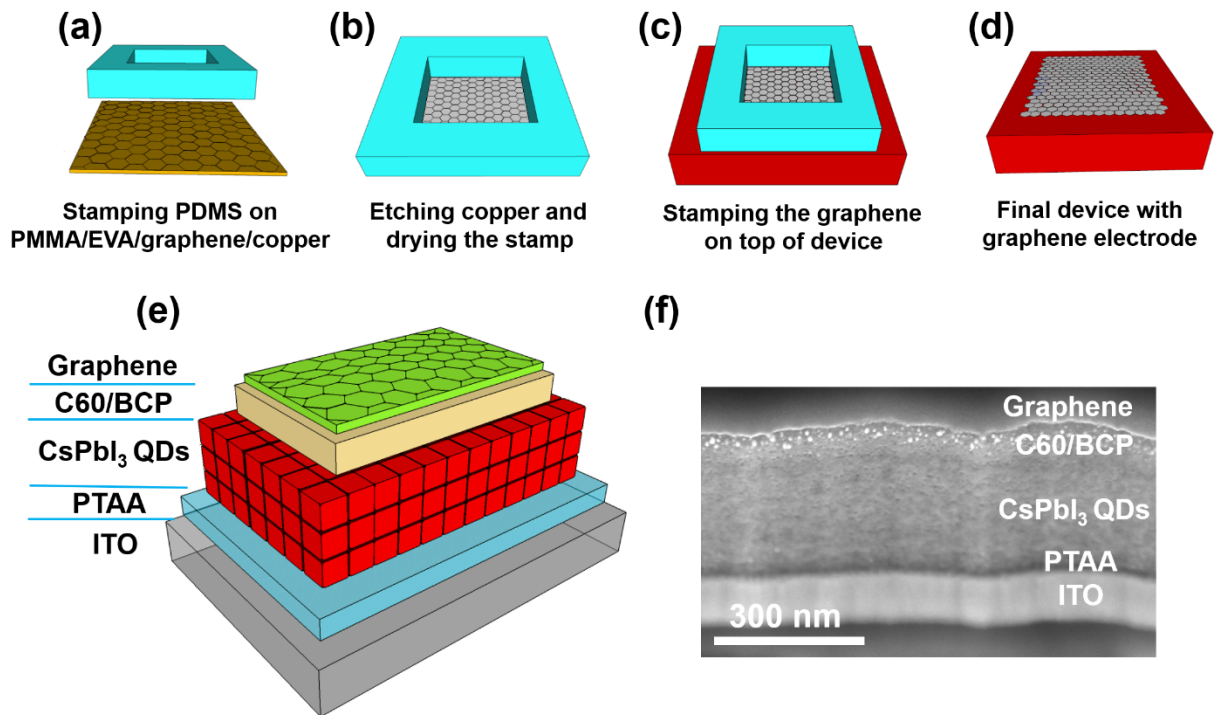 (a)
(b)
(c)
(d)
Stamping PDMS on
PMMA/EVA/graphene/copper
Etching copper and
drying the stamp
Stamping the graphene
on top of device
Final device with
graphene electrode
(e)
Graphene
C60/BCP
CsPbI₃ QDs
PTAA
ITO
(f)
Graphene
C60/BCP
CsPbI₃ QDs
PTAA
ITO
300 nm